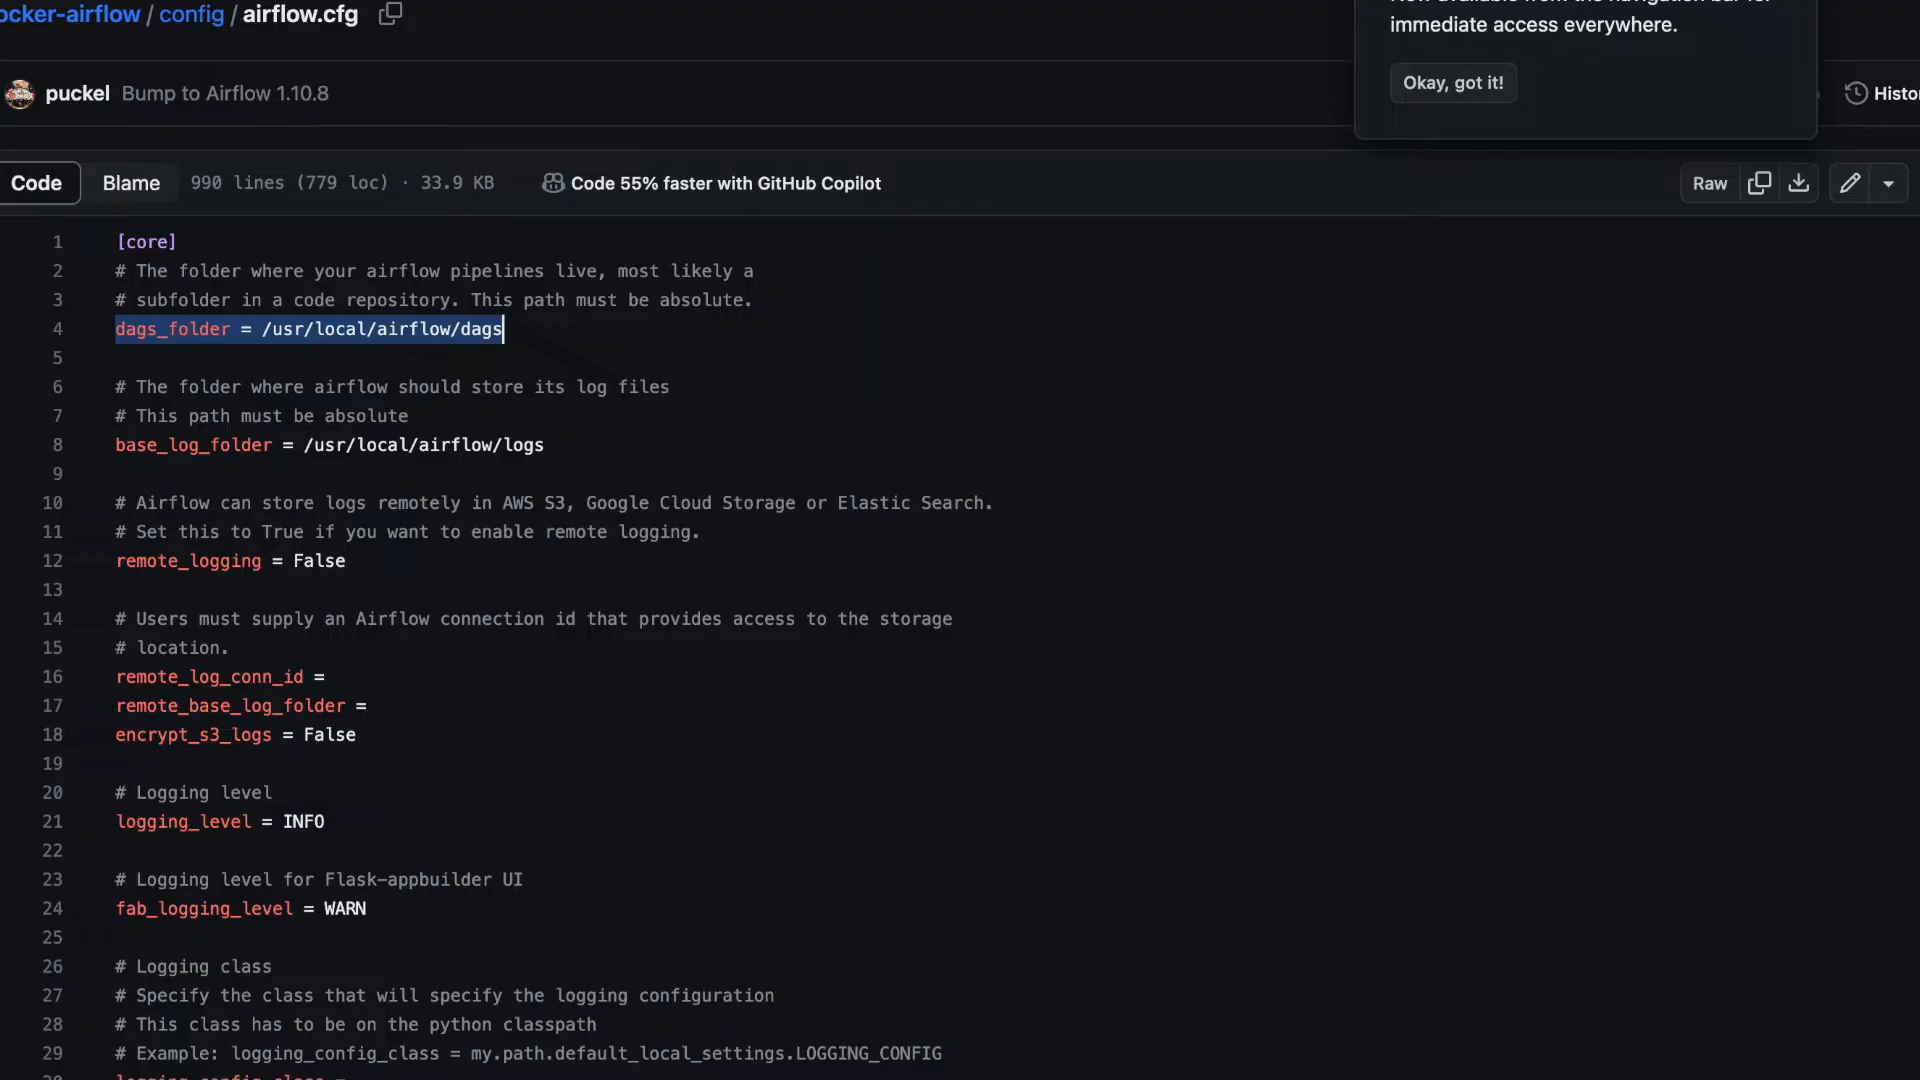 ocker-airflow / config / airflow.cfg
immediate access everywhere.
Okay, got it!
puckel Bump to Airflow 1.10.8
Histo
Code Blame 990 lines (779 loc) · 33.9 KB Code 55% faster with GitHub Copilot Raw
1 [core]
2 # The folder where your airflow pipelines live, most likely a
3 # subfolder in a code repository. This path must be absolute.
4 dags_folder = /usr/local/airflow/dags
5
6 # The folder where airflow should store its log files
7 # This path must be absolute
8 base_log_folder = /usr/local/airflow/logs
9
10 # Airflow can store logs remotely in AWS S3, Google Cloud Storage or Elastic Search.
11 # Set this to True if you want to enable remote logging.
12 remote_logging = False
13
14 # Users must supply an Airflow connection id that provides access to the storage
15 # location.
16 remote_log_conn_id =
17 remote_base_log_folder =
18 encrypt_s3_logs = False
19
20 # Logging level
21 logging_level = INFO
22
23 # Logging level for Flask-appbuilder UI
24 fab_logging_level = WARN
25
26 # Logging class
27 # Specify the class that will specify the logging configuration
28 # This class has to be on the python classpath
29 # Example: logging_config_class = my.path.default_local_settings.LOGGING_CONFIG